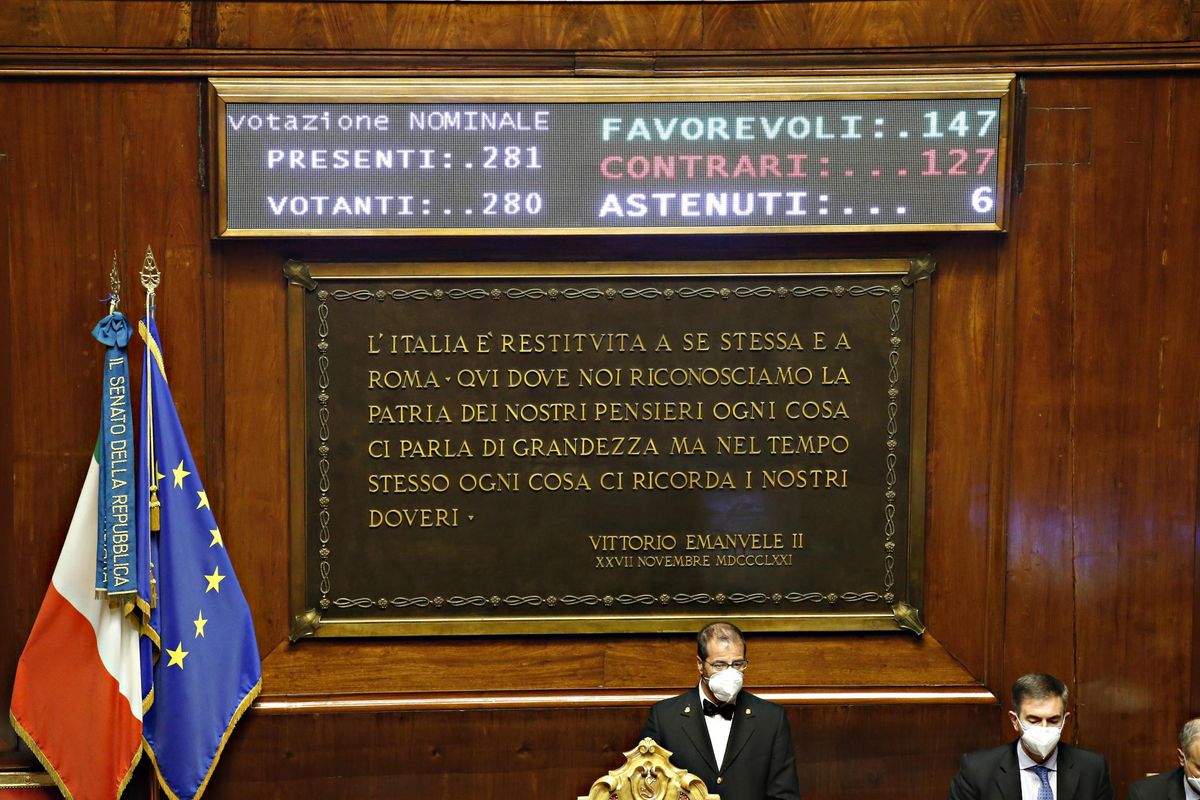 votazione NOMINALE
PRESENTI:.281
VOTANTI:..280
FAVOREVOLI:.147
CONTRARI:...127
ASTENUTI:... 6
L'ITALIA È RESTITVITA A SE STESSA E A
ROMA · QVI DOVE NOI RICONOSCIAMO LA
PATRIA DEI NOSTRI PENSIERI OGNI COSA
CI PARLA DI GRANDEZZA MA NEL TEMPO
STESSO OGNI COSA CI RICORDA I NOSTRI
DOVERI ·
VITTORIO EMANVELE II
XXVII NOVEMBRE MDCCCLXXI
IL SENATO DELLA REPUBBLICA